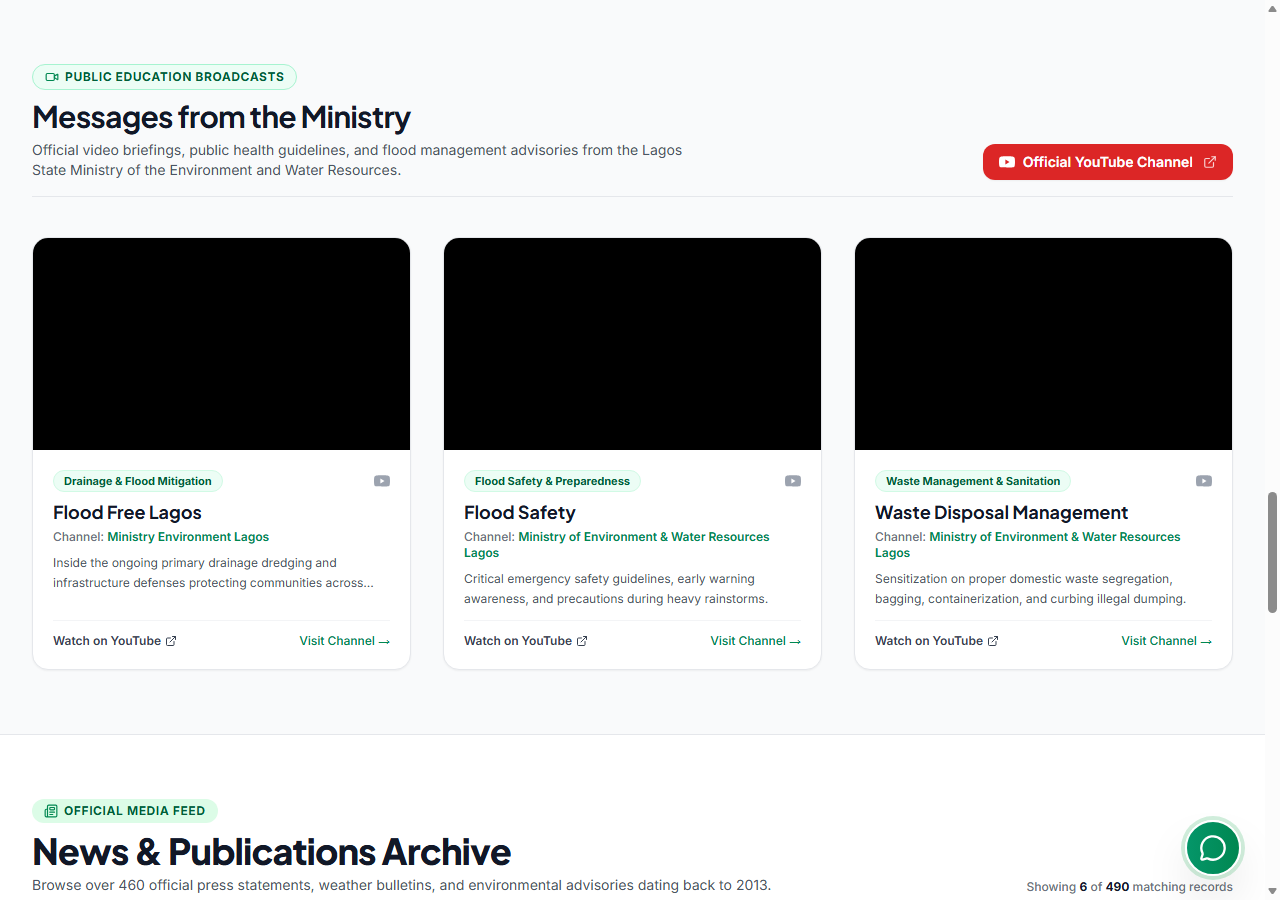 PUBLIC EDUCATION BROADCASTS
Messages from the Ministry
Official video briefings, public health guidelines, and flood management advisories from the Lagos
State Ministry of the Environment and Water Resources.
Official YouTube Channel
Drainage & Flood Mitigation
Flood Free Lagos
Channel: Ministry Environment Lagos
Inside the ongoing primary drainage dredging and
infrastructure defenses protecting communities across...
Watch on YouTube
Visit Channel →
Flood Safety & Preparedness
Flood Safety
Channel: Ministry of Environment & Water Resources
Lagos
Critical emergency safety guidelines, early warning
awareness, and precautions during heavy rainstorms.
Watch on YouTube
Visit Channel →
Waste Management & Sanitation
Waste Disposal Management
Channel: Ministry of Environment & Water Resources
Lagos
Sensitization on proper domestic waste segregation,
bagging, containerization, and curbing illegal dumping.
Watch on YouTube
Visit Channel →
OFFICIAL MEDIA FEED
News & Publications Archive
Browse over 460 official press statements, weather bulletins, and environmental advisories dating back to 2013.
Showing 6 of 490 matching records